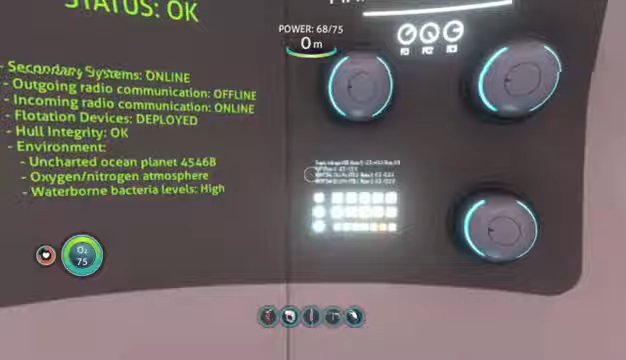 STATUS: OK
POWER: 68/75
0 m
- Secondary Systems: ONLINE
- Outgoing radio communication: OFFLINE
- Incoming radio communication: ONLINE
- Flotation Devices: DEPLOYED
- Hull Integrity: OK
- Environment:
- Uncharted ocean planet 4546B
- Oxygen/nitrogen atmosphere
- Waterborne bacteria levels: High
O₂
75